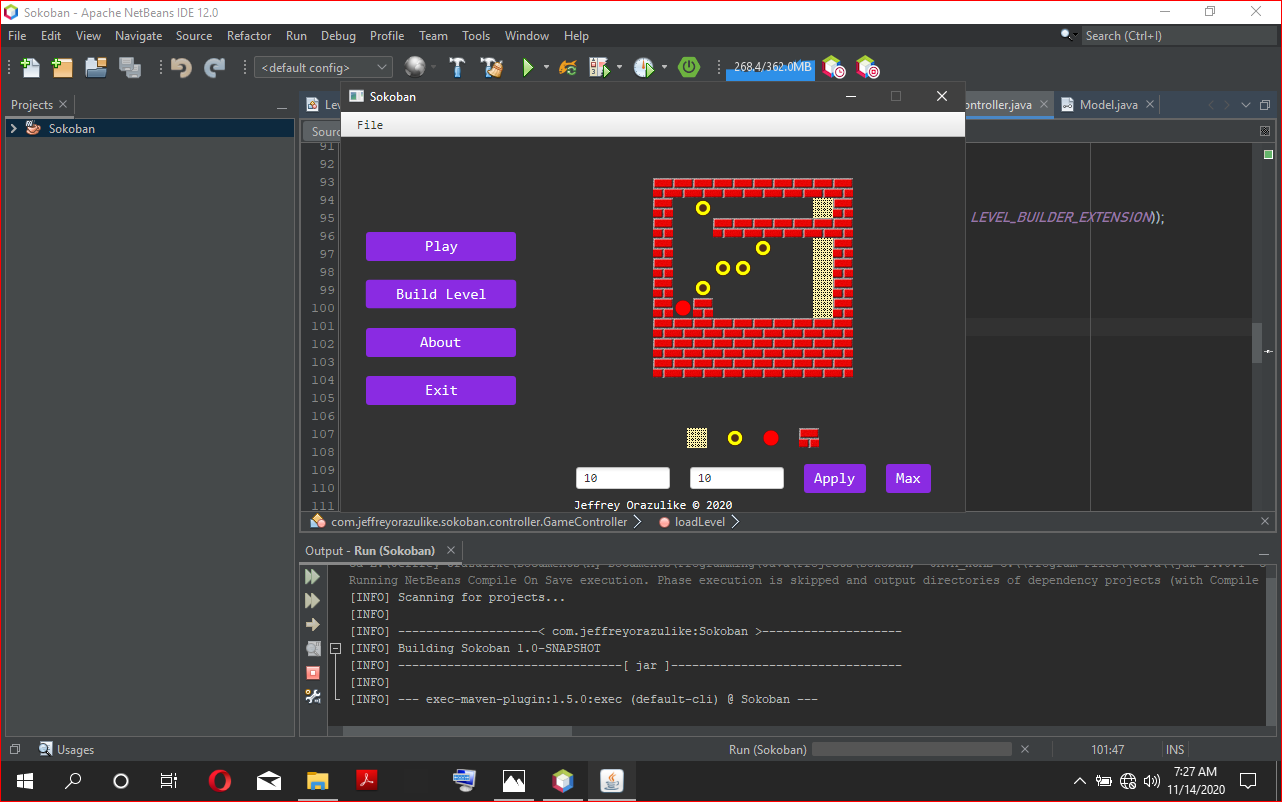 Sokoban - Apache NetBeans IDE 12.0
File Edit View Navigate Source Refactor Run Debug Profile Team Tools Window Help
Search (Ctrl+I)
<default config>
268.4/362.0MB
Projects
Sokoban
Sokoban
ontroller.java
Model.java
File
Sourc
91
92
93
94
95
LEVEL_BUILDER_EXTENSION));
96
97
98
99
100
101
102
103
104
105
106
107
108
109
110
111
Play
Build Level
About
Exit
10
10
Apply
Max
Jeffrey Orazulike © 2020
com.jeffreyorazulike.sokoban.controller.GameController
loadLevel
Output - Run (Sokoban)
Running NetBeans Compile On Save execution. Phase execution is skipped and output directories of dependency projects (with Compile
[INFO] Scanning for projects...
[INFO]
[INFO] --------------------< com.jeffreyorazulike:Sokoban >--------------------
[INFO] Building Sokoban 1.0-SNAPSHOT
[INFO] --------------------------------[ jar ]---------------------------------
[INFO]
[INFO] --- exec-maven-plugin:1.5.0:exec (default-cli) @ Sokoban ---
Usages
Run (Sokoban)
101:47
INS
7:27 AM
11/14/2020